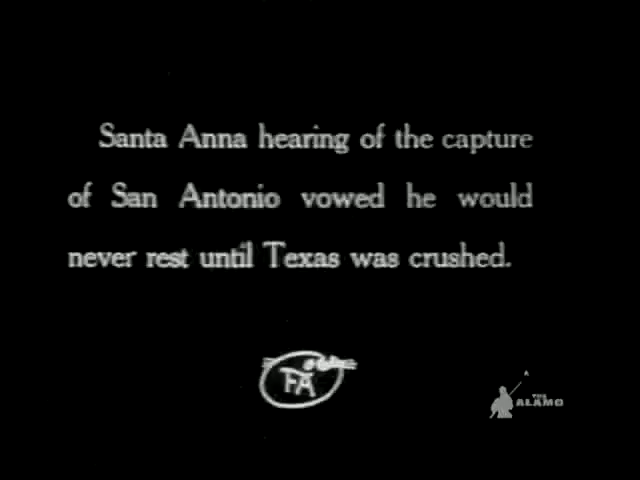 Santa Anna hearing of the capture
of San Antonio vowed he would
never rest until Texas was crushed.
FA
THE
ALAMO